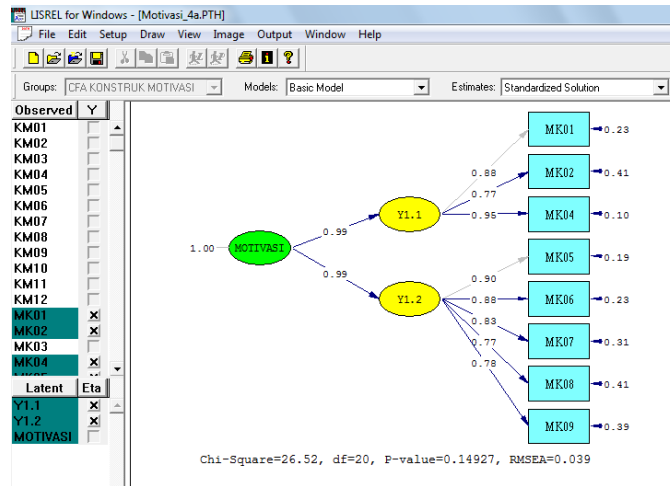 LISREL for Windows - [Motivasi_4a.PTH]
File Edit Setup Draw View Image Output Window Help
Groups: CFA KONSTRUK MOTIVASI Models: Basic Model Estimates: Standardized Solution
Observed Y
KM01
KM02
KM03
KM04
KM05
KM06
KM07
KM08
KM09
KM10
KM11
KM12
MK01
MK02
MK03
MK04
Latent Eta
Y1.1
Y1.2
MOTIVASI
1.00 MOTIVASI
0.99 Y1.1
0.99 Y1.2
0.88 MK01 0.23
0.77 MK02 0.41
0.95 MK04 0.10
0.90 MK05 0.19
0.88 MK06 0.23
0.83 MK07 0.31
0.77 MK08 0.41
0.78 MK09 0.39
Chi-Square=26.52, df=20, P-value=0.14927, RMSEA=0.039